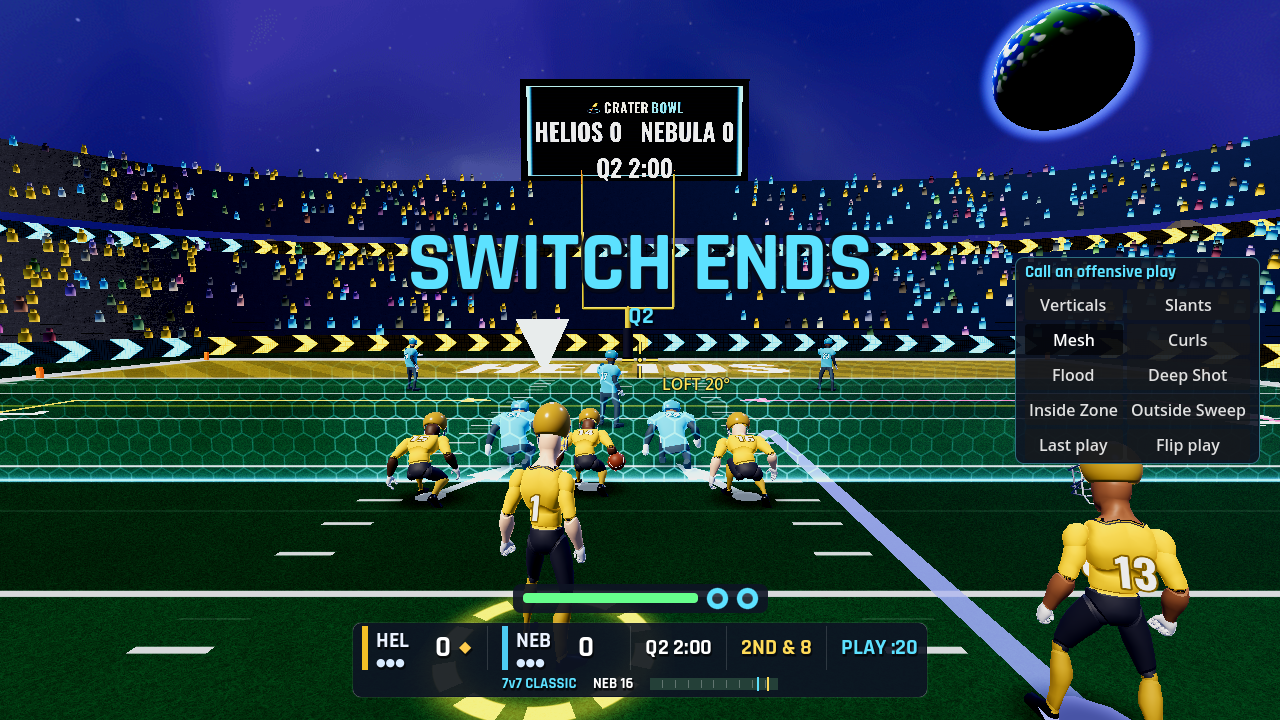 CRATER BOWL
HELIOS 0 NEBULA 0
Q2 2:00
SWITCH ENDS
Q2
Call an offensive play
Verticals Slants
Mesh Curls
Flood Deep Shot
Inside Zone Outside Sweep
Last play Flip play
HELIOS
LOFT 20°
1
13
HEL 0 NEB 0 Q2 2:00 2ND & 8 PLAY :20
7v7 CLASSIC NEB 16